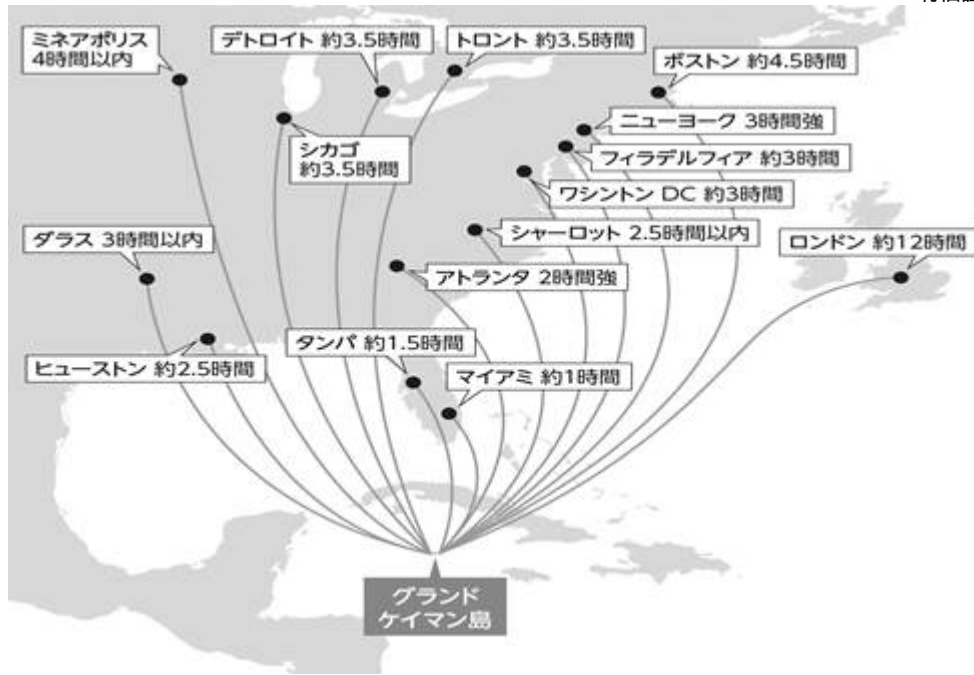 ミネアポリス
4時間以内
デトロイト 約3.5時間
トロント 約3.5時間
ボストン 約4.5時間
ニューヨーク 3時間強
シカゴ
約3.5時間
フィラデルフィア 約3時間
ワシントン DC 約3時間
シャーロット 2.5時間以内
ダラス 3時間以内
ロンドン 約12時間
アトランタ 2時間強
タンパ 約1.5時間
ヒューストン 約2.5時間
マイアミ 約1時間
グランド
ケイマン島